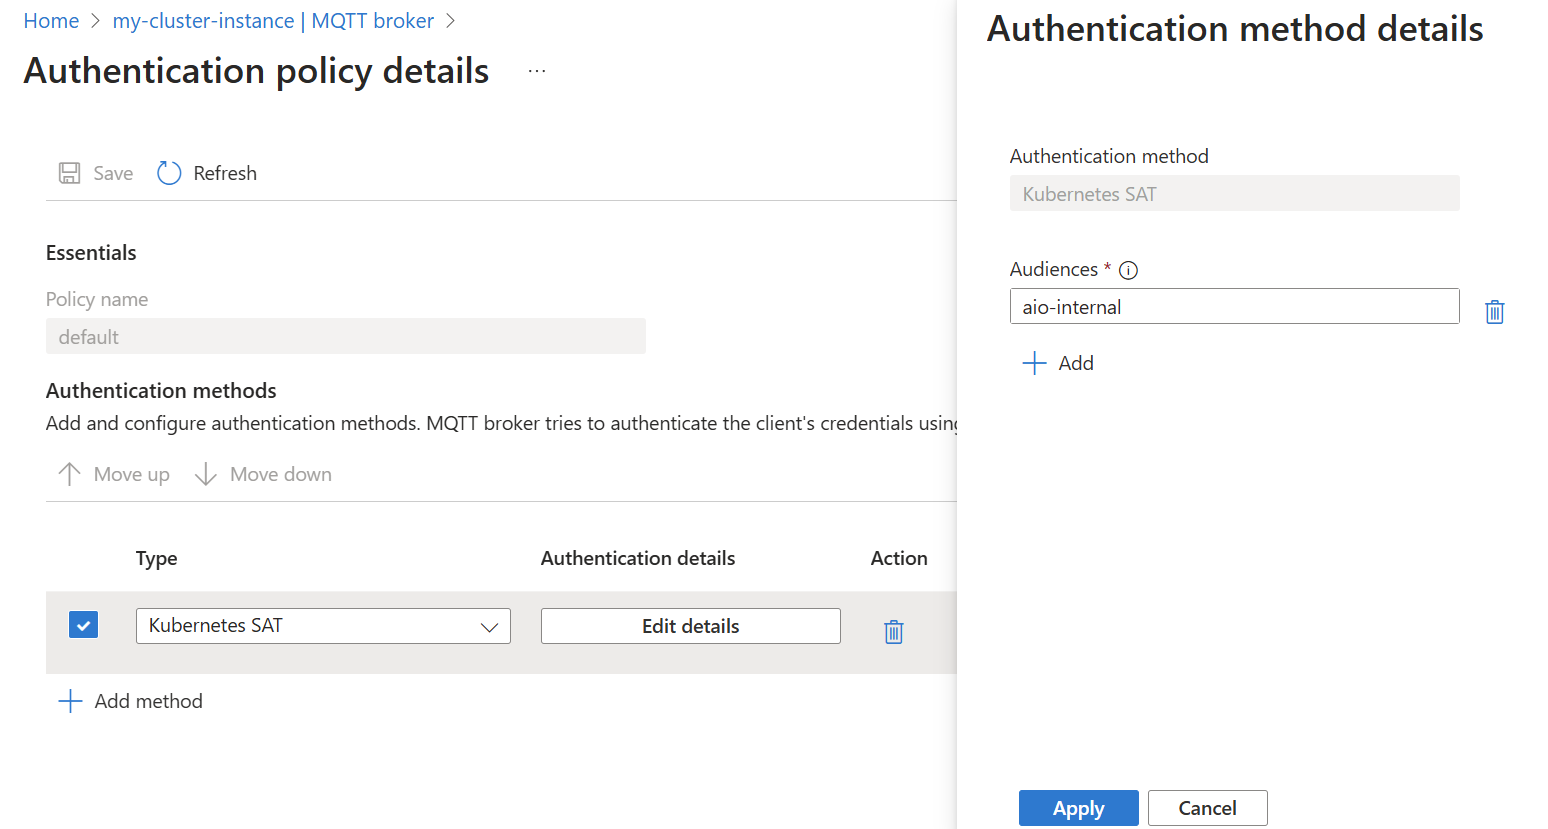 Home > my-cluster-instance | MQTT broker >
Authentication policy details ...
Save Refresh
Essentials
Policy name
default
Authentication methods
Add and configure authentication methods. MQTT broker tries to authenticate the client's credentials using
Move up Move down
Type Authentication details Action
Kubernetes SAT Edit details
Add method
Authentication method details
Authentication method
Kubernetes SAT
Audiences *
aio-internal
Add
Apply Cancel